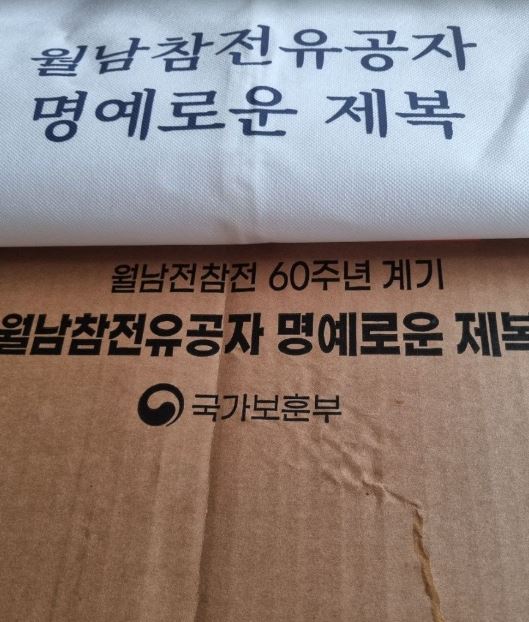 월남참전유공자
명예로운 제복
월남전참전 60주년 계기
월남참전유공자 명예로운 제복
국가보훈부